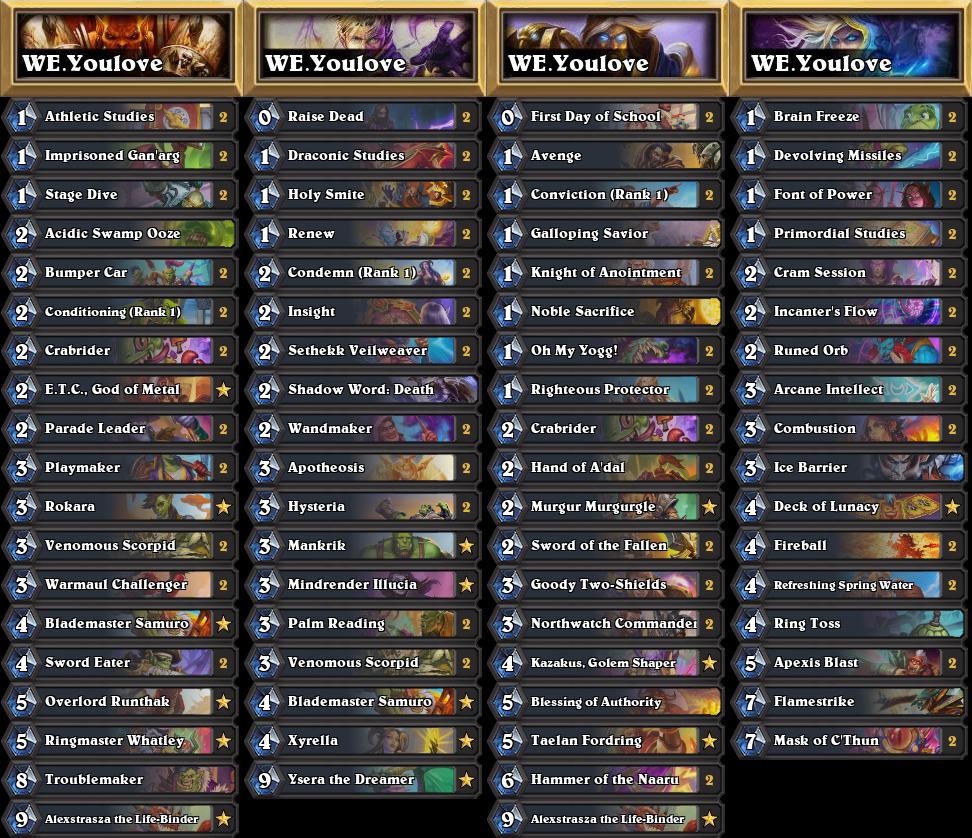 WE.Youlove
1 Athletic Studies 2
1 Imprisoned Gan'arg 2
1 Stage Dive 2
2 Acidic Swamp Ooze
2 Bumper Car 2
2 Conditioning (Rank 1) 2
2 Crabrider 2
2 E.T.C., God of Metal
2 Parade Leader 2
3 Playmaker 2
3 Rokara
3 Venomous Scorpid 2
3 Warmaul Challenger 2
4 Blademaster Samuro
4 Sword Eater 2
5 Overlord Runthak
5 Ringmaster Whatley
8 Troublemaker
9 Alexstrasza the Life-Binder
WE.Youlove
0 Raise Dead 2
1 Draconic Studies 2
1 Holy Smite 2
1 Renew 2
2 Condemn (Rank 1) 2
2 Insight 2
2 Sethekk Veilweaver 2
2 Shadow Word: Death
2 Wandmaker 2
3 Apotheosis 2
3 Hysteria 2
3 Mankrik
3 Mindrender Illucia
3 Palm Reading 2
3 Venomous Scorpid 2
4 Blademaster Samuro
4 Xyrella
9 Ysera the Dreamer
WE.Youlove
0 First Day of School 2
1 Avenge
1 Conviction (Rank 1) 2
1 Galloping Savior
1 Knight of Anointment 2
1 Noble Sacrifice
1 Oh My Yogg! 2
1 Righteous Protector 2
2 Crabrider 2
2 Hand of A'dal 2
2 Murgur Murgurgle
2 Sword of the Fallen 2
3 Goody Two-Shields 2
3 Northwatch Commander 2
4 Kazakus, Golem Shaper
5 Blessing of Authority
5 Taelan Fordring
6 Hammer of the Naaru 2
9 Alexstrasza the Life-Binder
WE.Youlove
1 Brain Freeze 2
1 Devolving Missiles 2
1 Font of Power 2
1 Primordial Studies 2
2 Cram Session 2
2 Incanter's Flow 2
2 Runed Orb 2
3 Arcane Intellect 2
3 Combustion 2
3 Ice Barrier
4 Deck of Lunacy
4 Fireball 2
4 Refreshing Spring Water 2
4 Ring Toss
5 Apexis Blast 2
7 Flamestrike
7 Mask of C'Thun 2